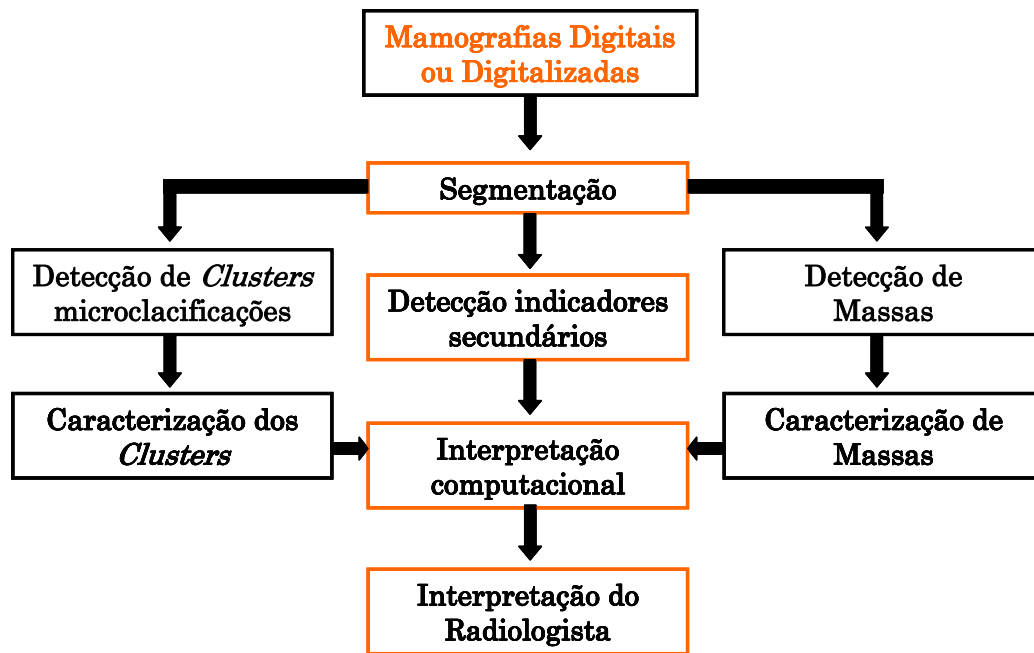 Mamografias Digitais
ou Digitalizadas
Segmentação
Detecção de Clusters
microclacificações
Detecção indicadores
secundários
Detecção de
Massas
Caracterização dos
Clusters
Interpretação
computacional
Caracterização de
Massas
Interpretação do
Radiologista